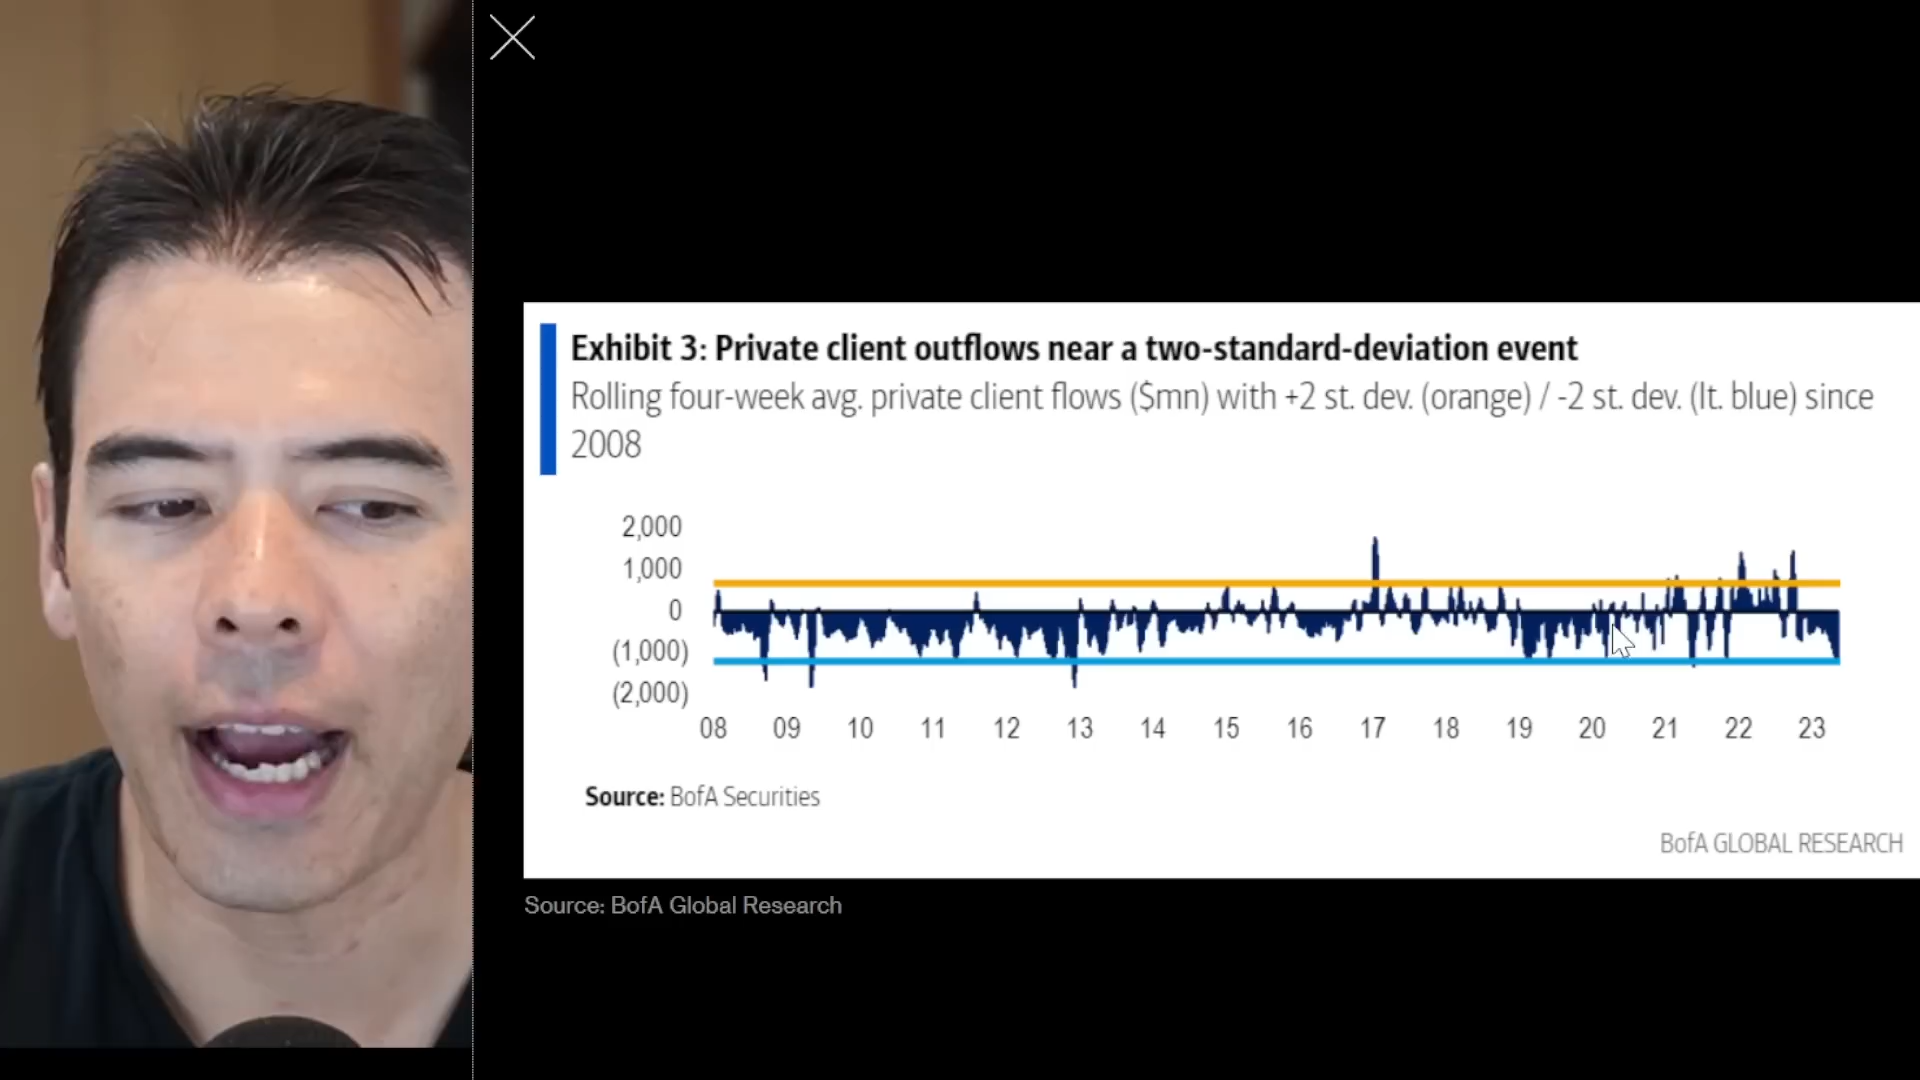 Exhibit 3: Private client outflows near a two-standard-deviation event
Rolling four-week avg. private client flows ($mn) with +2 st. dev. (orange) / -2 st. dev. (lt. blue) since
2008
2,000
1,000
0
(1,000)
(2,000)
08 09 10 11 12 13 14 15 16 17 18 19 20 21 22 23
Source: BofA Securities
BofA GLOBAL RESEARCH
Source: BofA Global Research